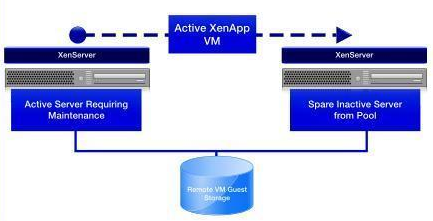 Active XenApp
VM
XenServer
XenServer
Active Server Requiring
Maintenance
Spare Inactive Server
from Pool
Remote VM Guest
Storage